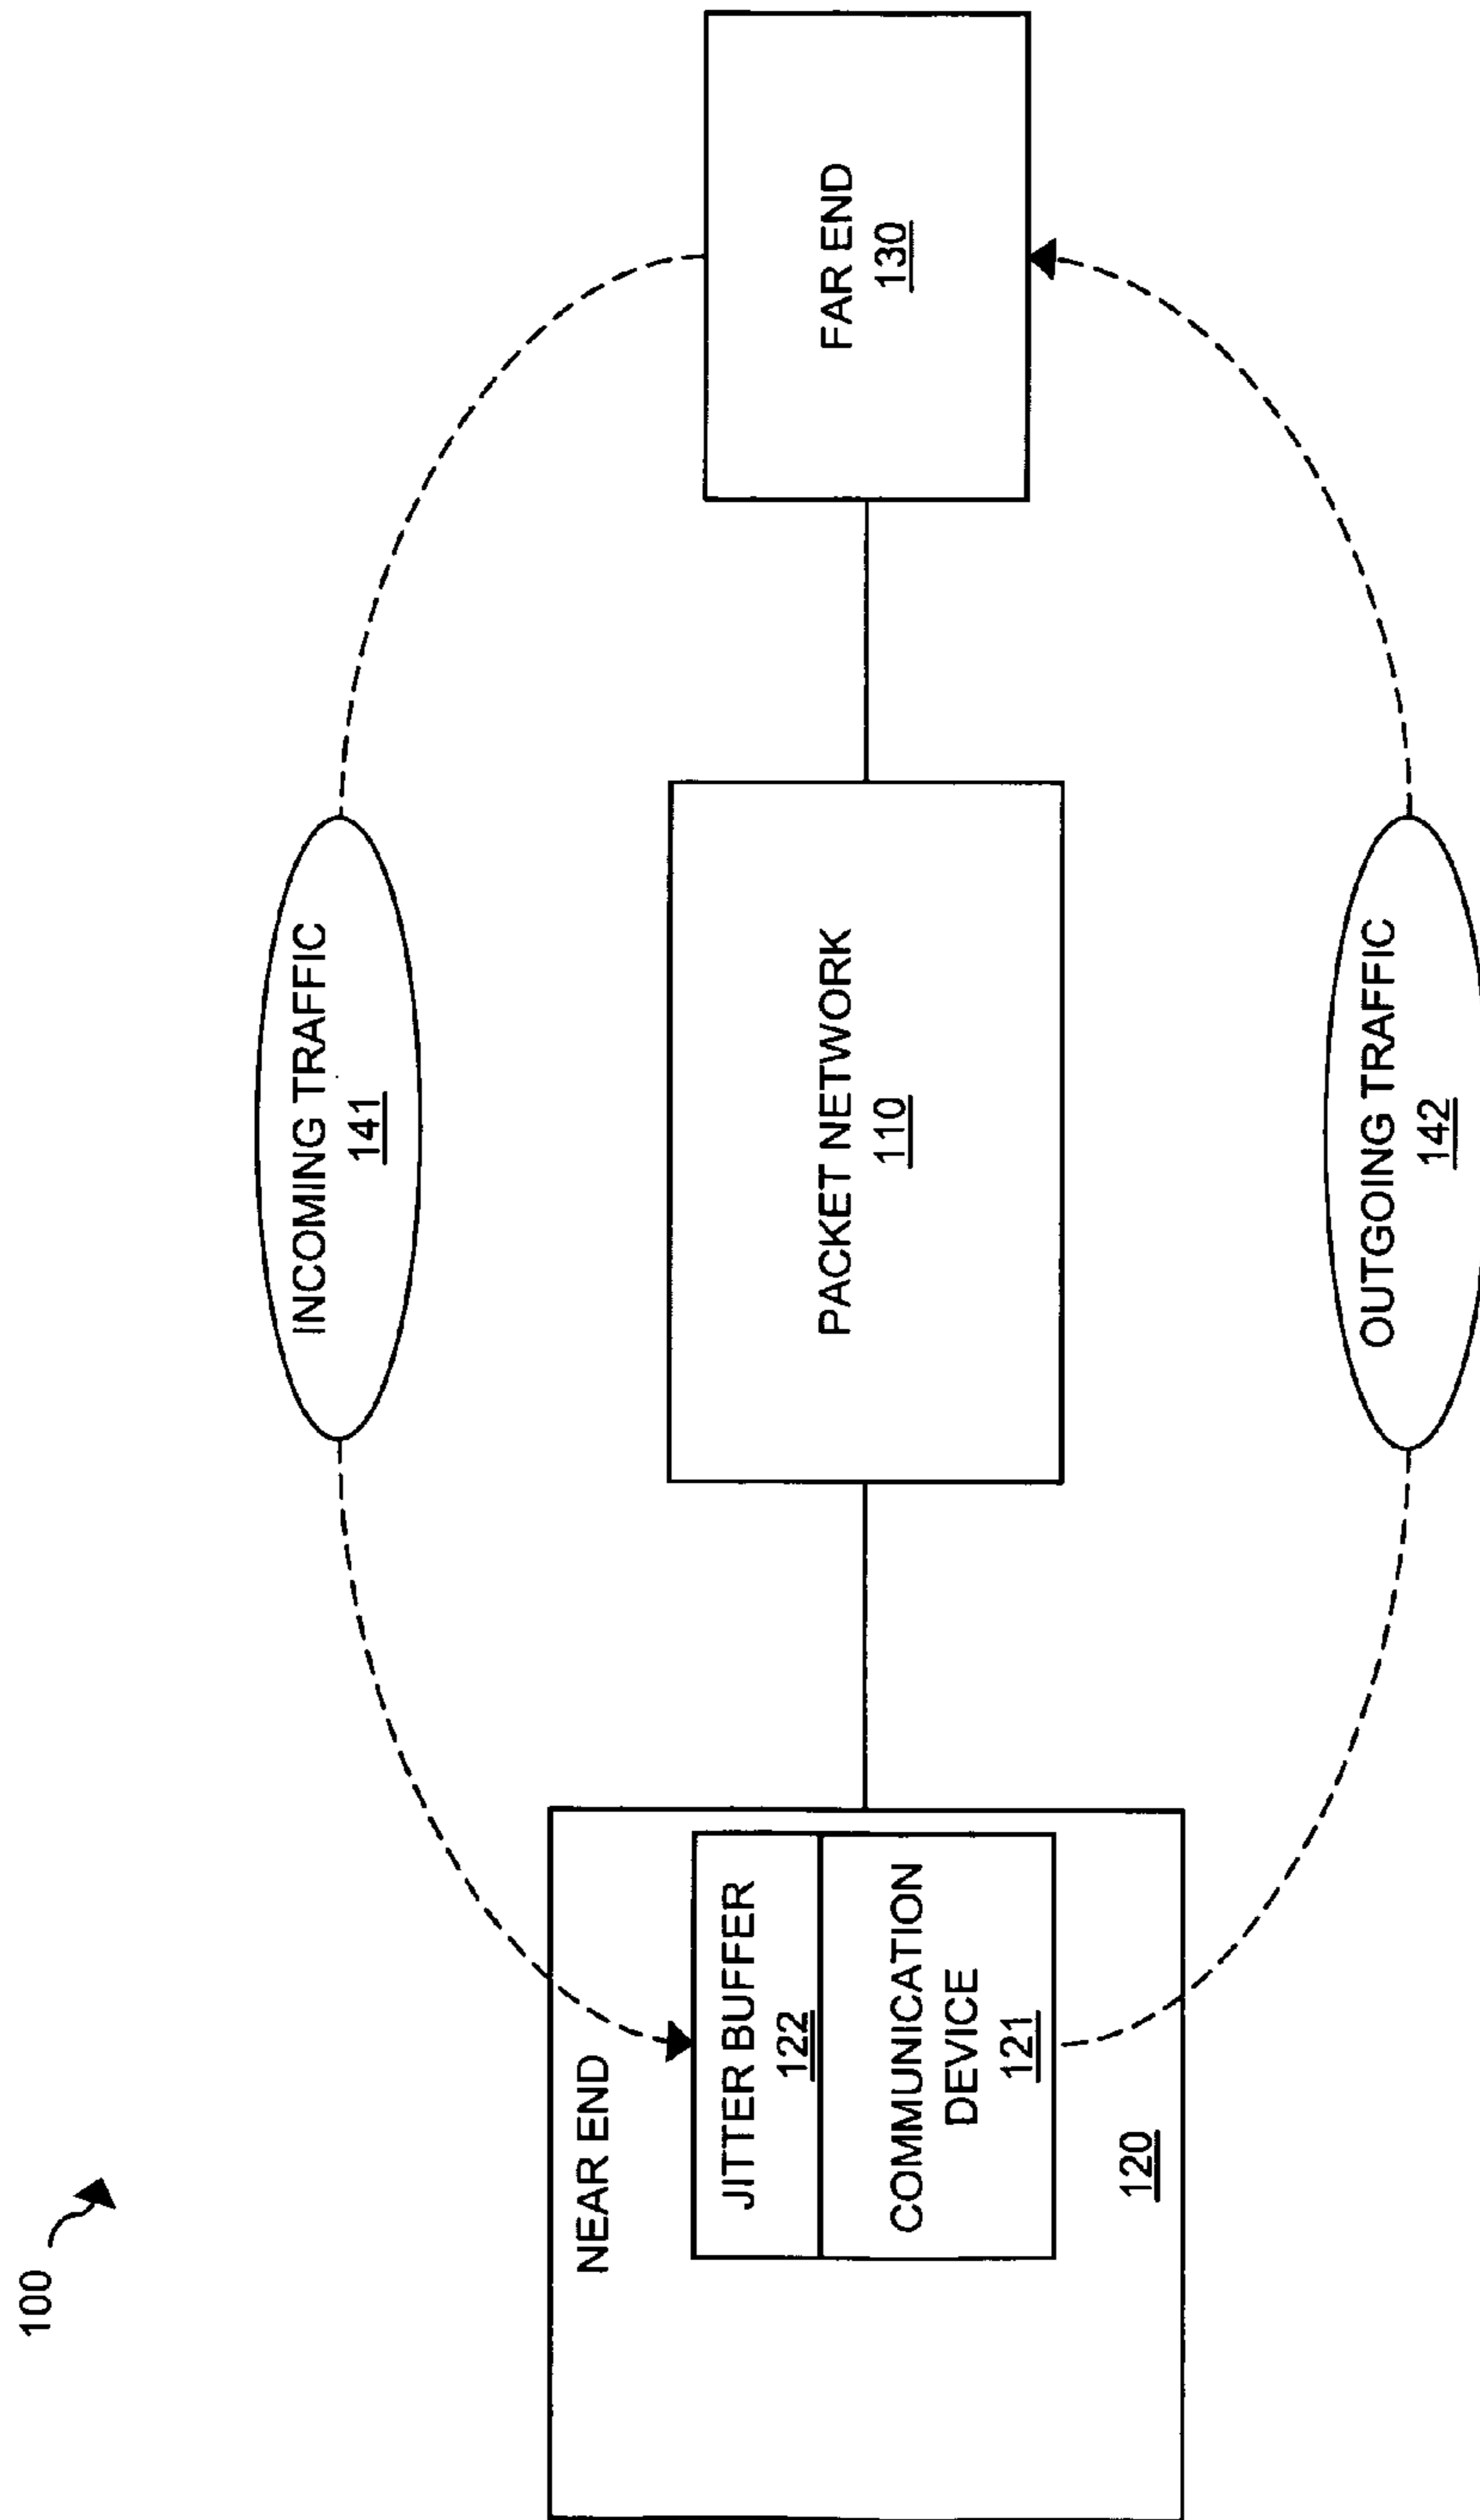 100
INCOMING TRAFFIC
141
NEAR END
JITTER BUFFER
122
COMMUNICATION
DEVICE
121
120
PACKET NETWORK
110
FAR END
130
OUTGOING TRAFFIC
142